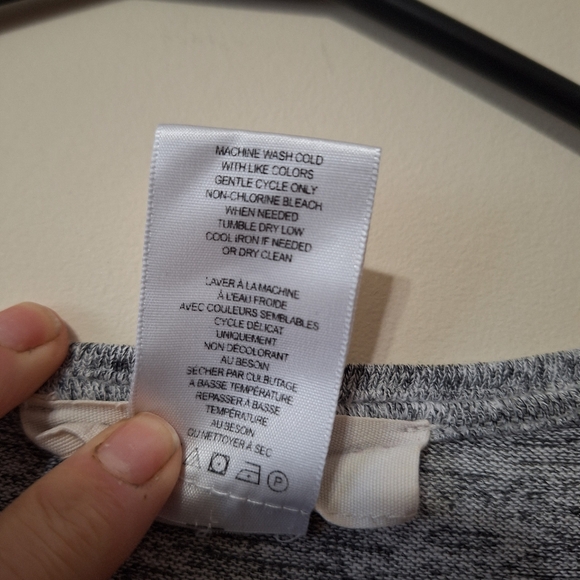 MACHINE WASH COLD
WITH LIKE COLORS
GENTLE CYCLE ONLY
NON-CHLORINE BLEACH
WHEN NEEDED
TUMBLE DRY LOW
COOL IRON IF NEEDED
OR DRY CLEAN
LAVER À LA MACHINE
À L'EAU FROIDE
AVEC COULEURS SEMBLABLES
CYCLE DÉLICAT
UNIQUEMENT
NON DÉCOLORANT
AU BESOIN
SÉCHER PAR CULBUTAGE
A BASSE TEMPÉRATURE
REPASSER A BASSE
TEMPÉRATURE
AU BESOIN
OU NETTOYER A SEC
P